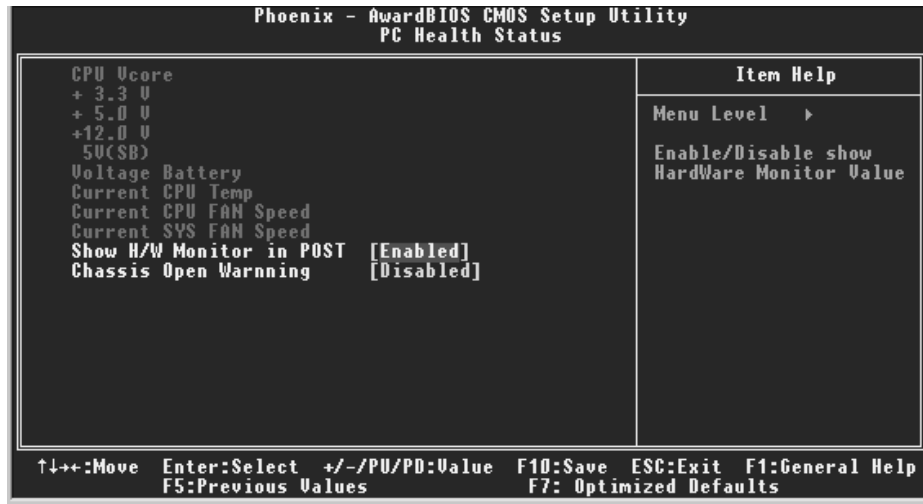 Phoenix - AwardBIOS CMOS Setup Utility
PC Health Status
CPU Vcore
+ 3.3 V
+ 5.0 V
+12.0 V
5V(SB)
Voltage Battery
Current CPU Temp
Current CPU FAN Speed
Current SYS FAN Speed
Show H/W Monitor in POST [Enabled]
Chassis Open Warnning [Disabled]
Item Help
Menu Level ▸
Enable/Disable show
HardWare Monitor Value
↑↓→←:Move Enter:Select +/-/PU/PD:Value F10:Save ESC:Exit F1:General Help
F5:Previous Values F7: Optimized Defaults